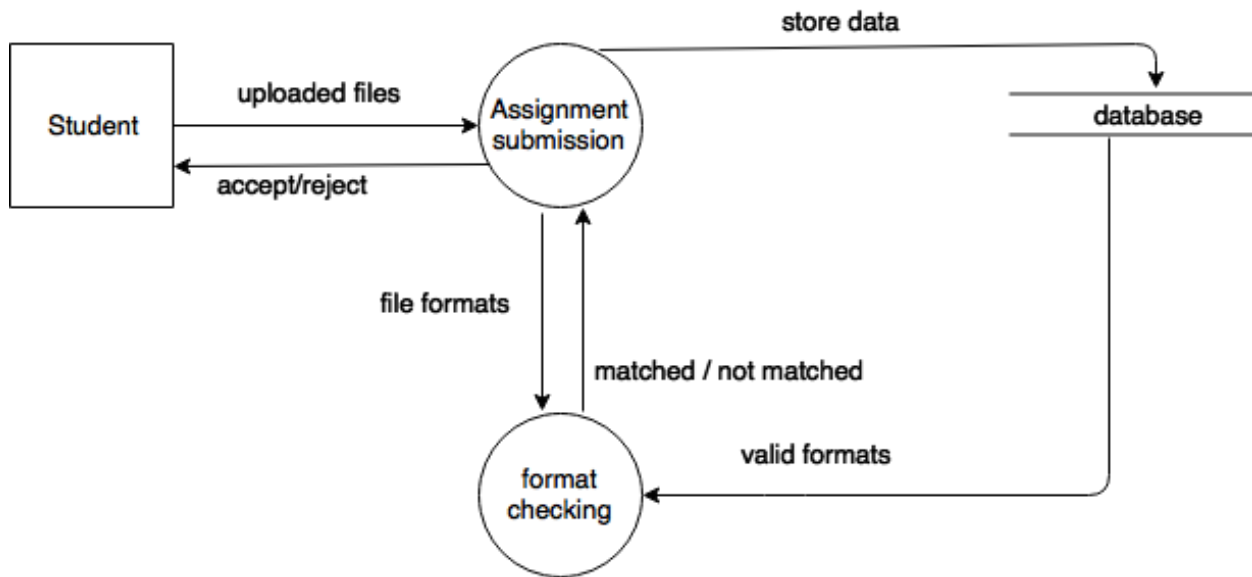 store data
uploaded files
Student
Assignment
submission
database
accept/reject
file formats
matched / not matched
valid formats
format
checking